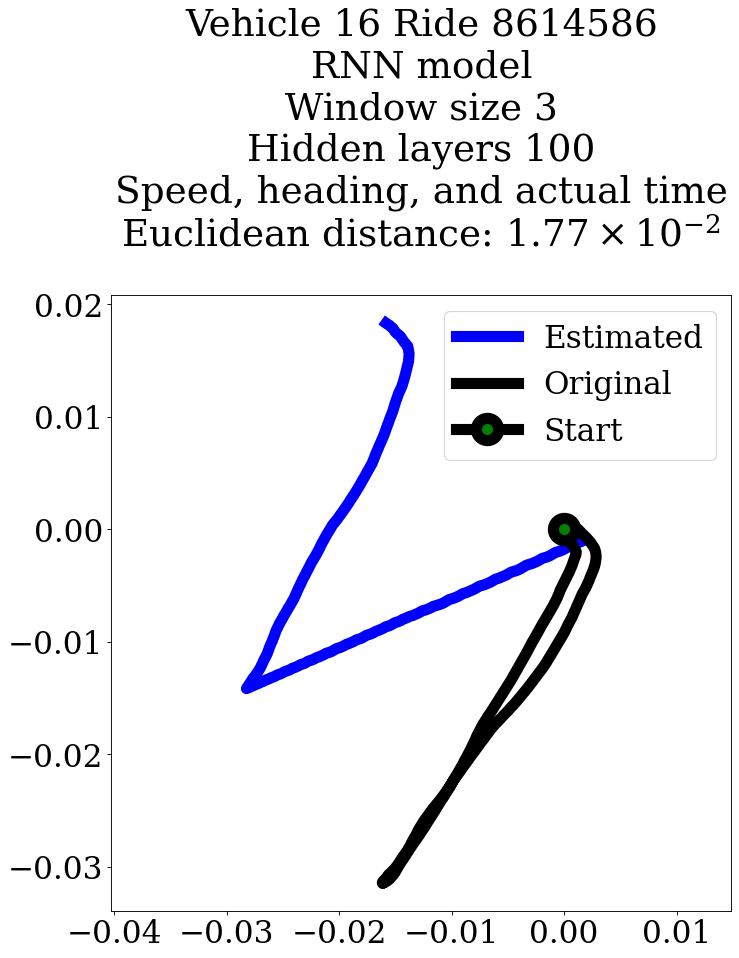 Vehicle 16 Ride 8614586
RNN model
Window size 3
Hidden layers 100
Speed, heading, and actual time
Euclidean distance: 1.77 × 10⁻²
0.02
0.01
0.00
−0.01
−0.02
−0.03
Estimated
Original
Start
−0.04 −0.03 −0.02 −0.01 0.00 0.01